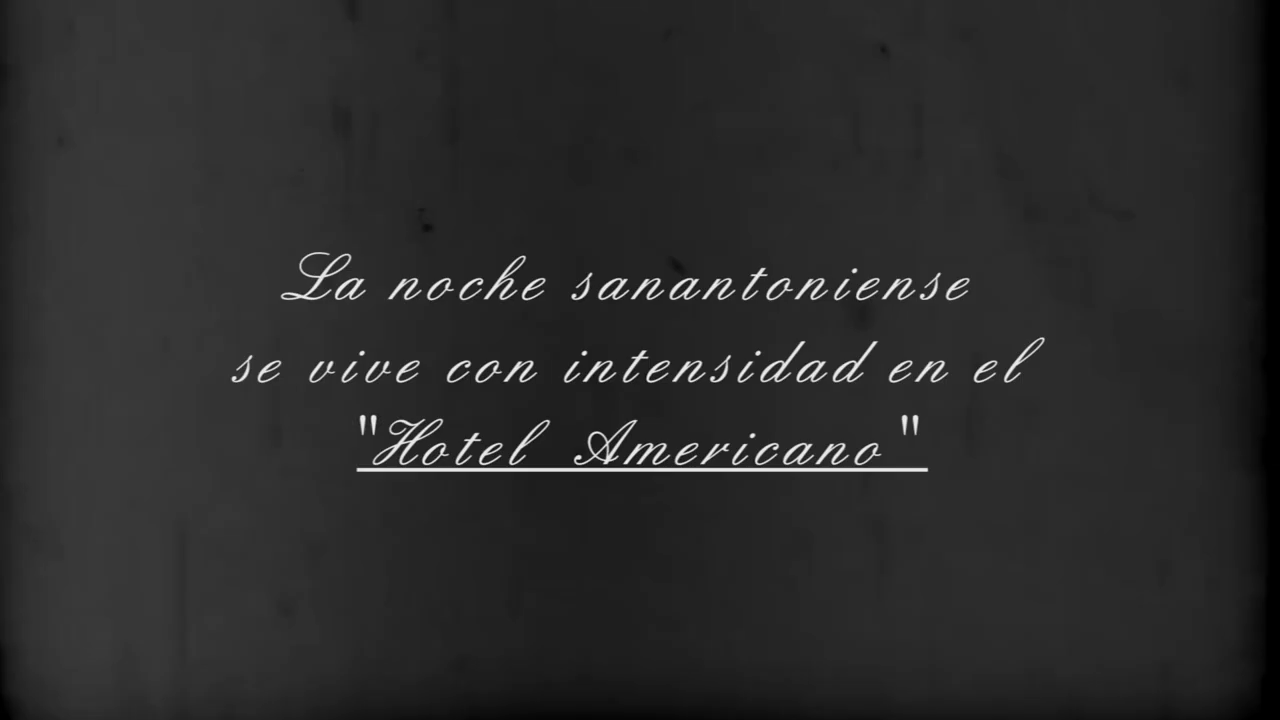 La noche sanantoniense
se vive con intensidad en el
"Hotel Americano"